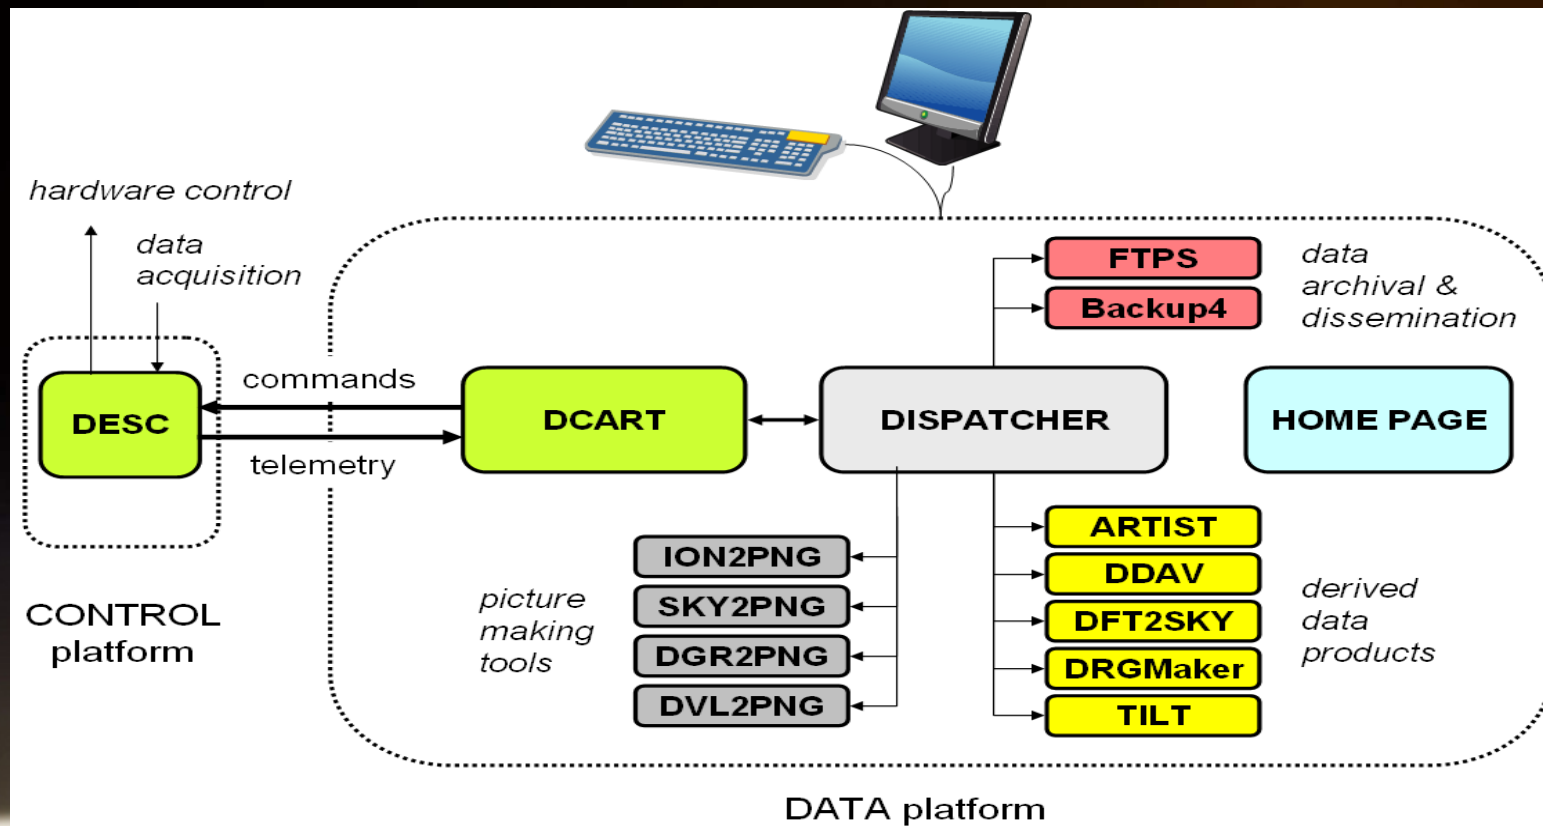 hardware control
data
acquisition
FTPS
Backup4
data
archival &
dissemination
commands
DESC
DCART
DISPATCHER
HOME PAGE
telemetry
CONTROL
platform
picture
making
tools
ION2PNG
SKY2PNG
DGR2PNG
DVL2PNG
ARTIST
DDAV
DFT2SKY
DRGMaker
TILT
derived
data
products
DATA platform